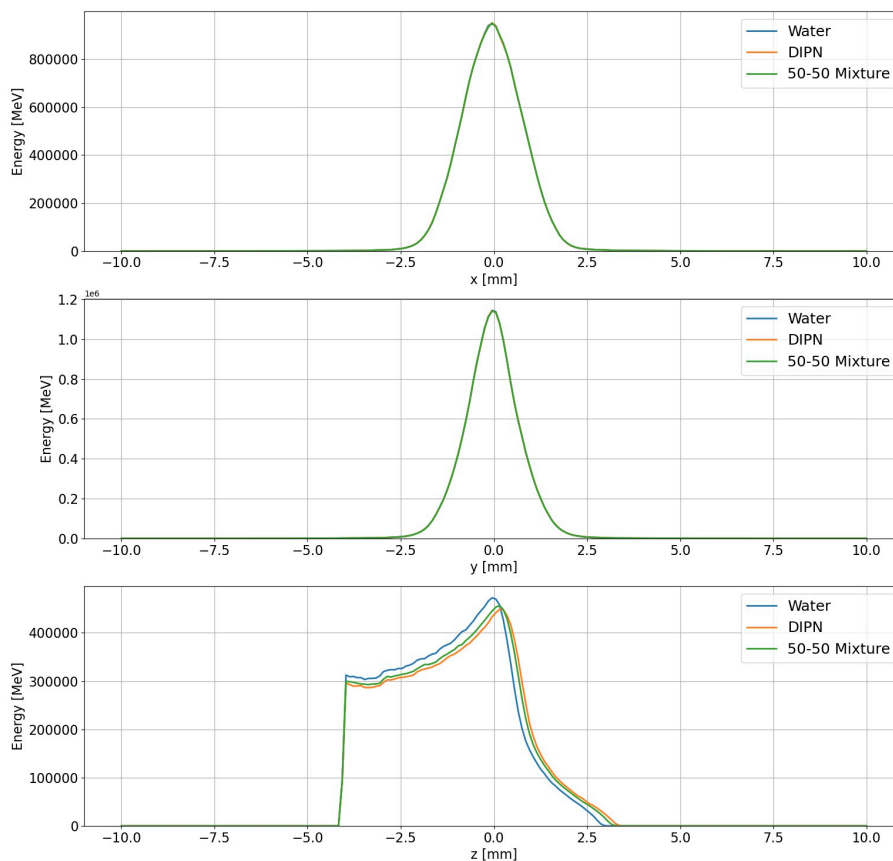 Energy [MeV]
800000
600000
400000
200000
0
Water
DIPN
50-50 Mixture
−10.0 −7.5 −5.0 −2.5 0.0 2.5 5.0 7.5 10.0
x [mm]
1e6
Energy [MeV]
1.2
1.0
0.8
0.6
0.4
0.2
0.0
Water
DIPN
50-50 Mixture
−10.0 −7.5 −5.0 −2.5 0.0 2.5 5.0 7.5 10.0
y [mm]
Energy [MeV]
400000
300000
200000
100000
0
Water
DIPN
50-50 Mixture
−10.0 −7.5 −5.0 −2.5 0.0 2.5 5.0 7.5 10.0
z [mm]